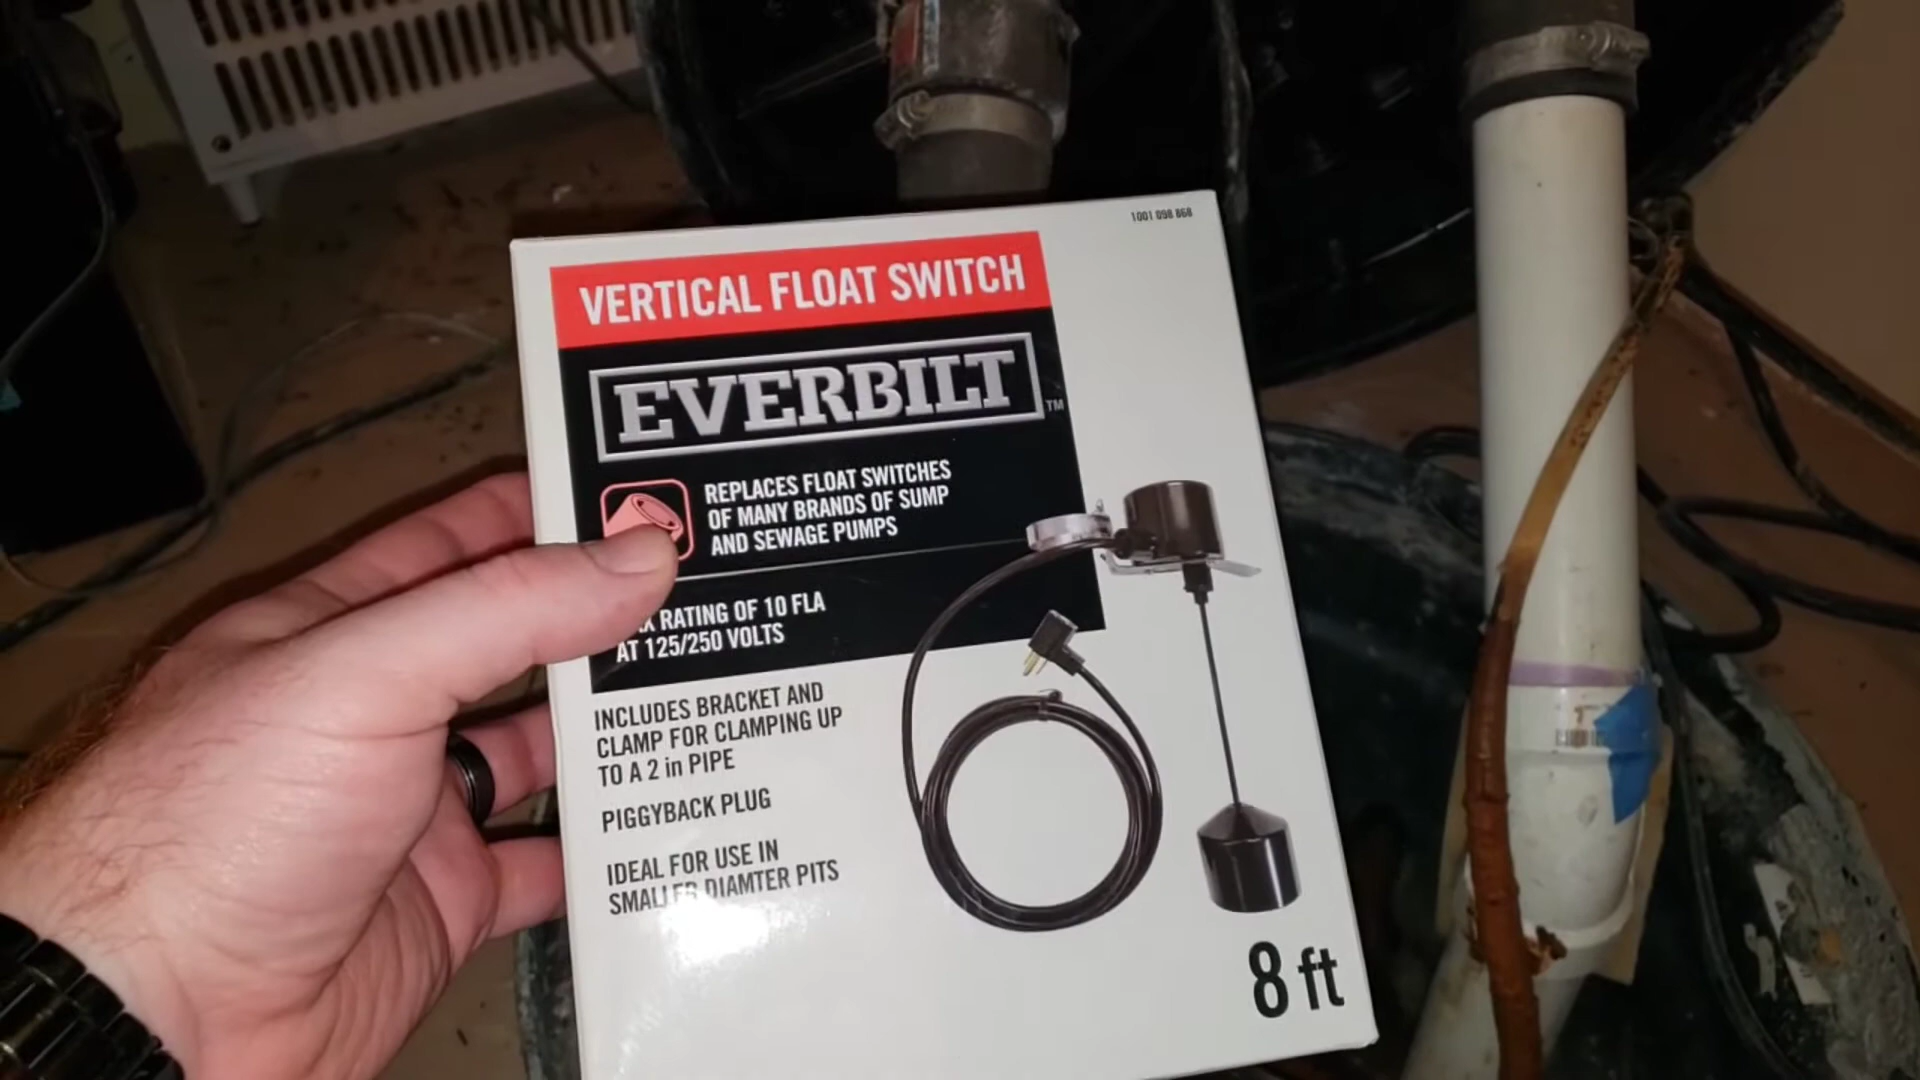 1001 098 868
VERTICAL FLOAT SWITCH
EVERBILT
TM
REPLACES FLOAT SWITCHES
OF MANY BRANDS OF SUMP
AND SEWAGE PUMPS
RATING OF 10 FLA
AT 125/250 VOLTS
INCLUDES BRACKET AND
CLAMP FOR CLAMPING UP
TO A 2 in PIPE
PIGGYBACK PLUG
IDEAL FOR USE IN
SMALLER DIAMTER PITS
8 ft